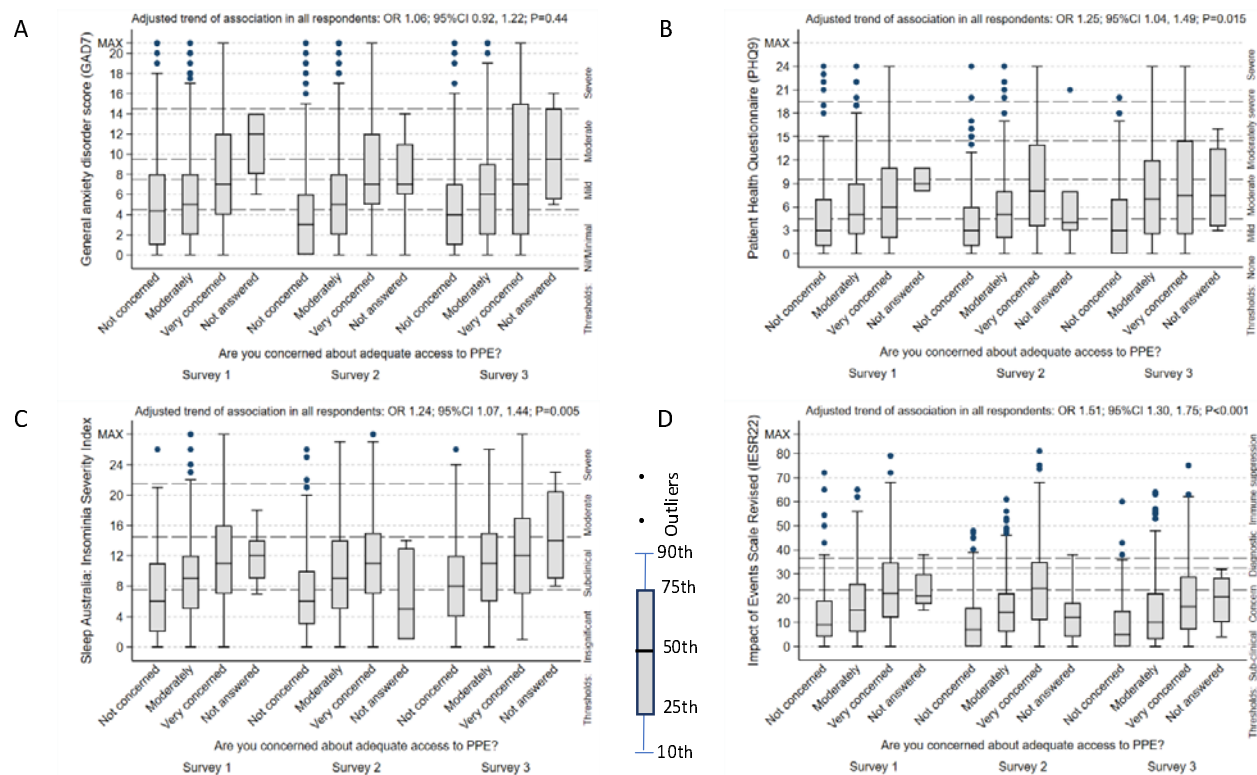 A
Adjusted trend of association in all respondents: OR 1.06; 95%CI 0.92, 1.22; P=0.44
General anxiety disorder score (GAD7)
MAX
20
18
16
14
12
10
8
6
4
2
0
Thresholds: Nil/Minimal Mild Moderate Severe
Not concerned Moderately Very concerned Not answered Not concerned Moderately Very concerned Not answered Not concerned Moderately Very concerned Not answered
Are you concerned about adequate access to PPE?
Survey 1 Survey 2 Survey 3
B
Adjusted trend of association in all respondents: OR 1.25; 95%CI 1.04, 1.49; P=0.015
Patient Health Questionnaire (PHQ9)
MAX
24
21
18
15
12
9
6
3
0
Thresholds: None Mild Moderate Moderately severe Severe
Not concerned Moderately Very concerned Not answered Not concerned Moderately Very concerned Not answered Not concerned Moderately Very concerned Not answered
Are you concerned about adequate access to PPE?
Survey 1 Survey 2 Survey 3
C
Adjusted trend of association in all respondents: OR 1.24; 95%CI 1.07, 1.44; P=0.005
Sleep Australia: Insominia Severity Index
MAX
24
20
16
12
8
4
0
Thresholds: Insignificant Subclinical Moderate Severe
Not concerned Moderately Very concerned Not answered Not concerned Moderately Very concerned Not answered Not concerned Moderately Very concerned Not answered
Are you concerned about adequate access to PPE?
Survey 1 Survey 2 Survey 3
Outliers
90th
75th
50th
25th
10th
D
Adjusted trend of association in all respondents: OR 1.51; 95%CI 1.30, 1.75; P<0.001
Impact of Events Scale Revised (IESR22)
MAX
80
70
60
50
40
30
20
10
0
Thresholds: Sub-clinical Concern Diagnostic Immune suppression
Not concerned Moderately Very concerned Not answered Not concerned Moderately Very concerned Not answered Not concerned Moderately Very concerned Not answered
Are you concerned about adequate access to PPE?
Survey 1 Survey 2 Survey 3